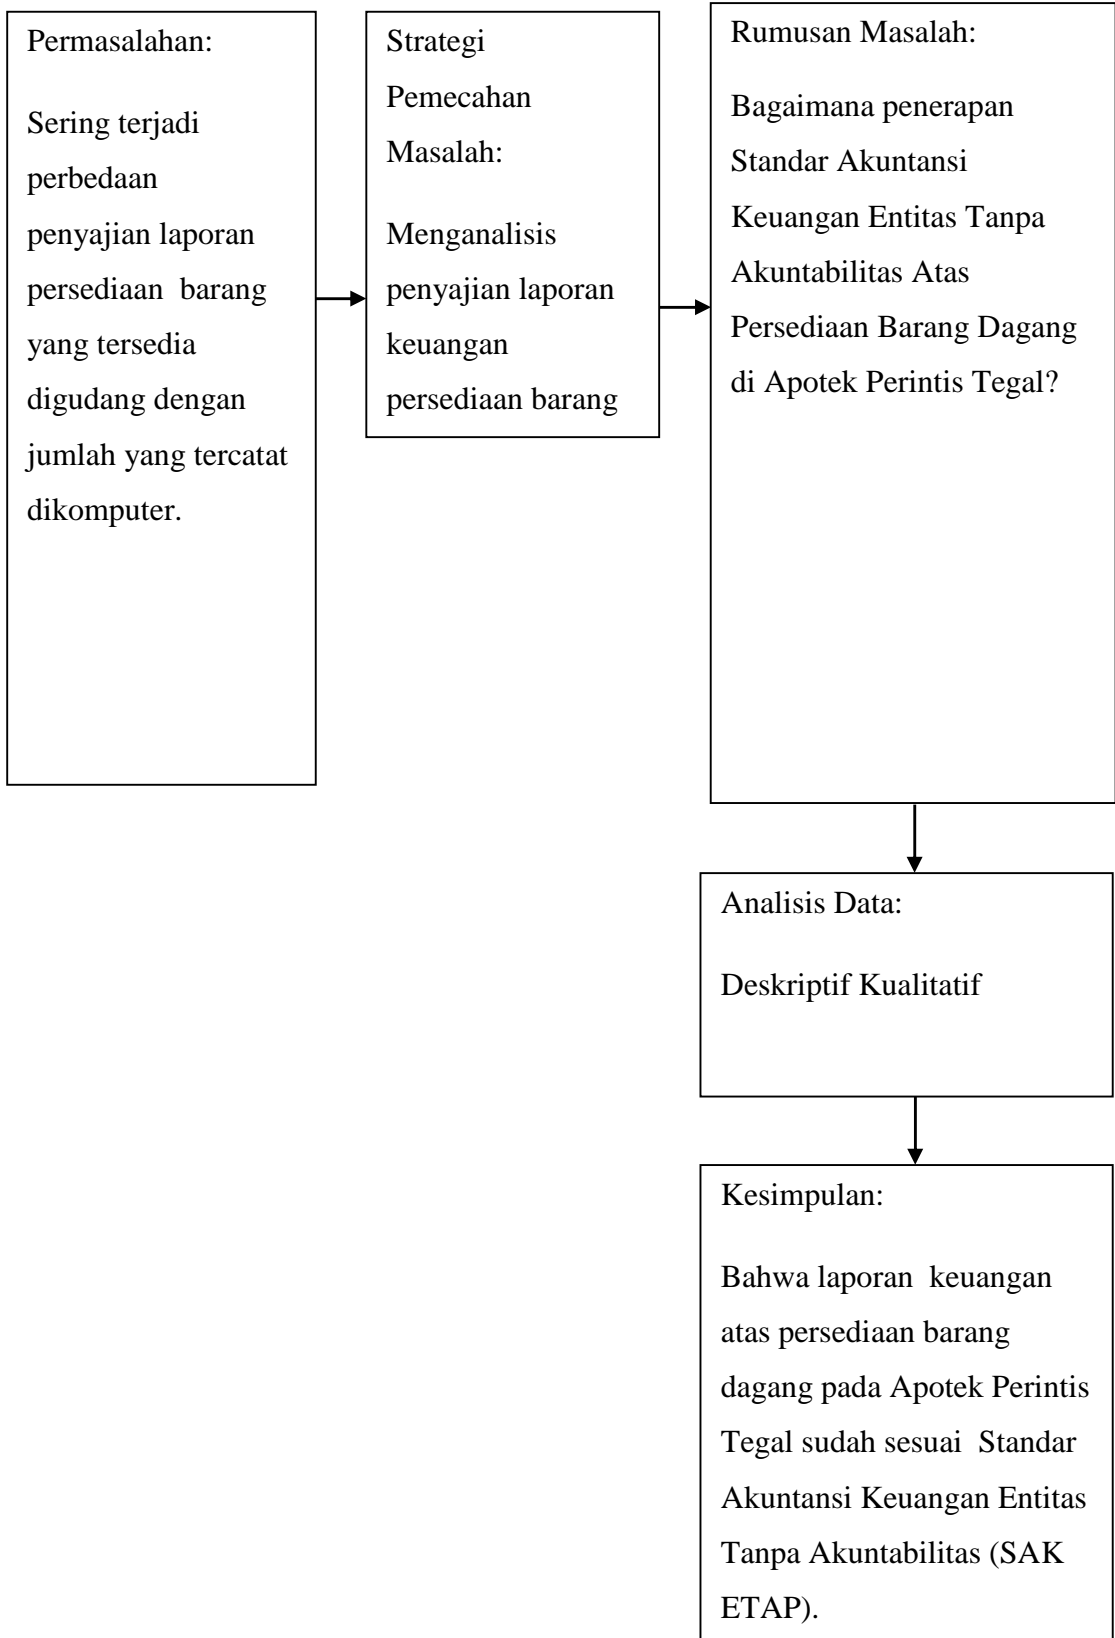 Permasalahan:
Sering terjadi
perbedaan
penyajian laporan
persediaan  barang
yang tersedia
digudang dengan
jumlah yang tercatat
dikomputer.
Strategi
Pemecahan
Masalah:
Menganalisis
penyajian laporan
keuangan
persediaan barang
Rumusan Masalah:
Bagaimana penerapan
Standar Akuntansi
Keuangan Entitas Tanpa
Akuntabilitas Atas
Persediaan Barang Dagang
di Apotek Perintis Tegal?
Analisis Data:
Deskriptif Kualitatif
Kesimpulan:
Bahwa laporan  keuangan
atas persediaan barang
dagang pada Apotek Perintis
Tegal sudah sesuai  Standar
Akuntansi Keuangan Entitas
Tanpa Akuntabilitas (SAK
ETAP).